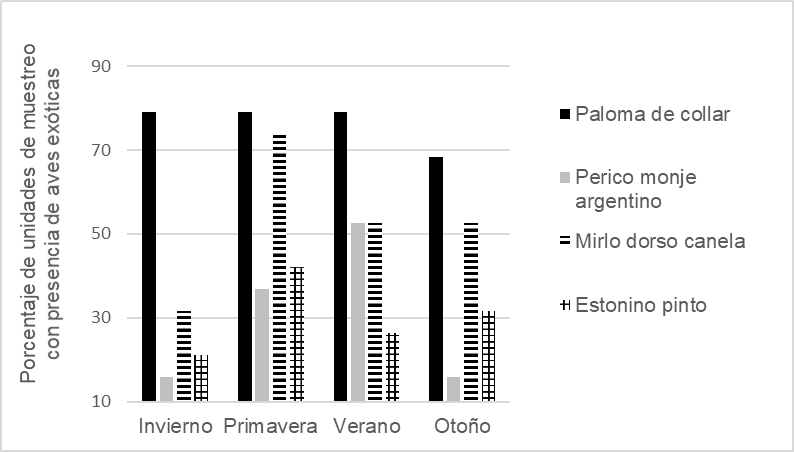 Porcentaje de unidades de muestreo
con presencia de aves exóticas
90
70
50
30
10
Invierno
Primavera
Verano
Otoño
Paloma de collar
Perico monje
argentino
Mirlo dorso canela
Estonino pinto